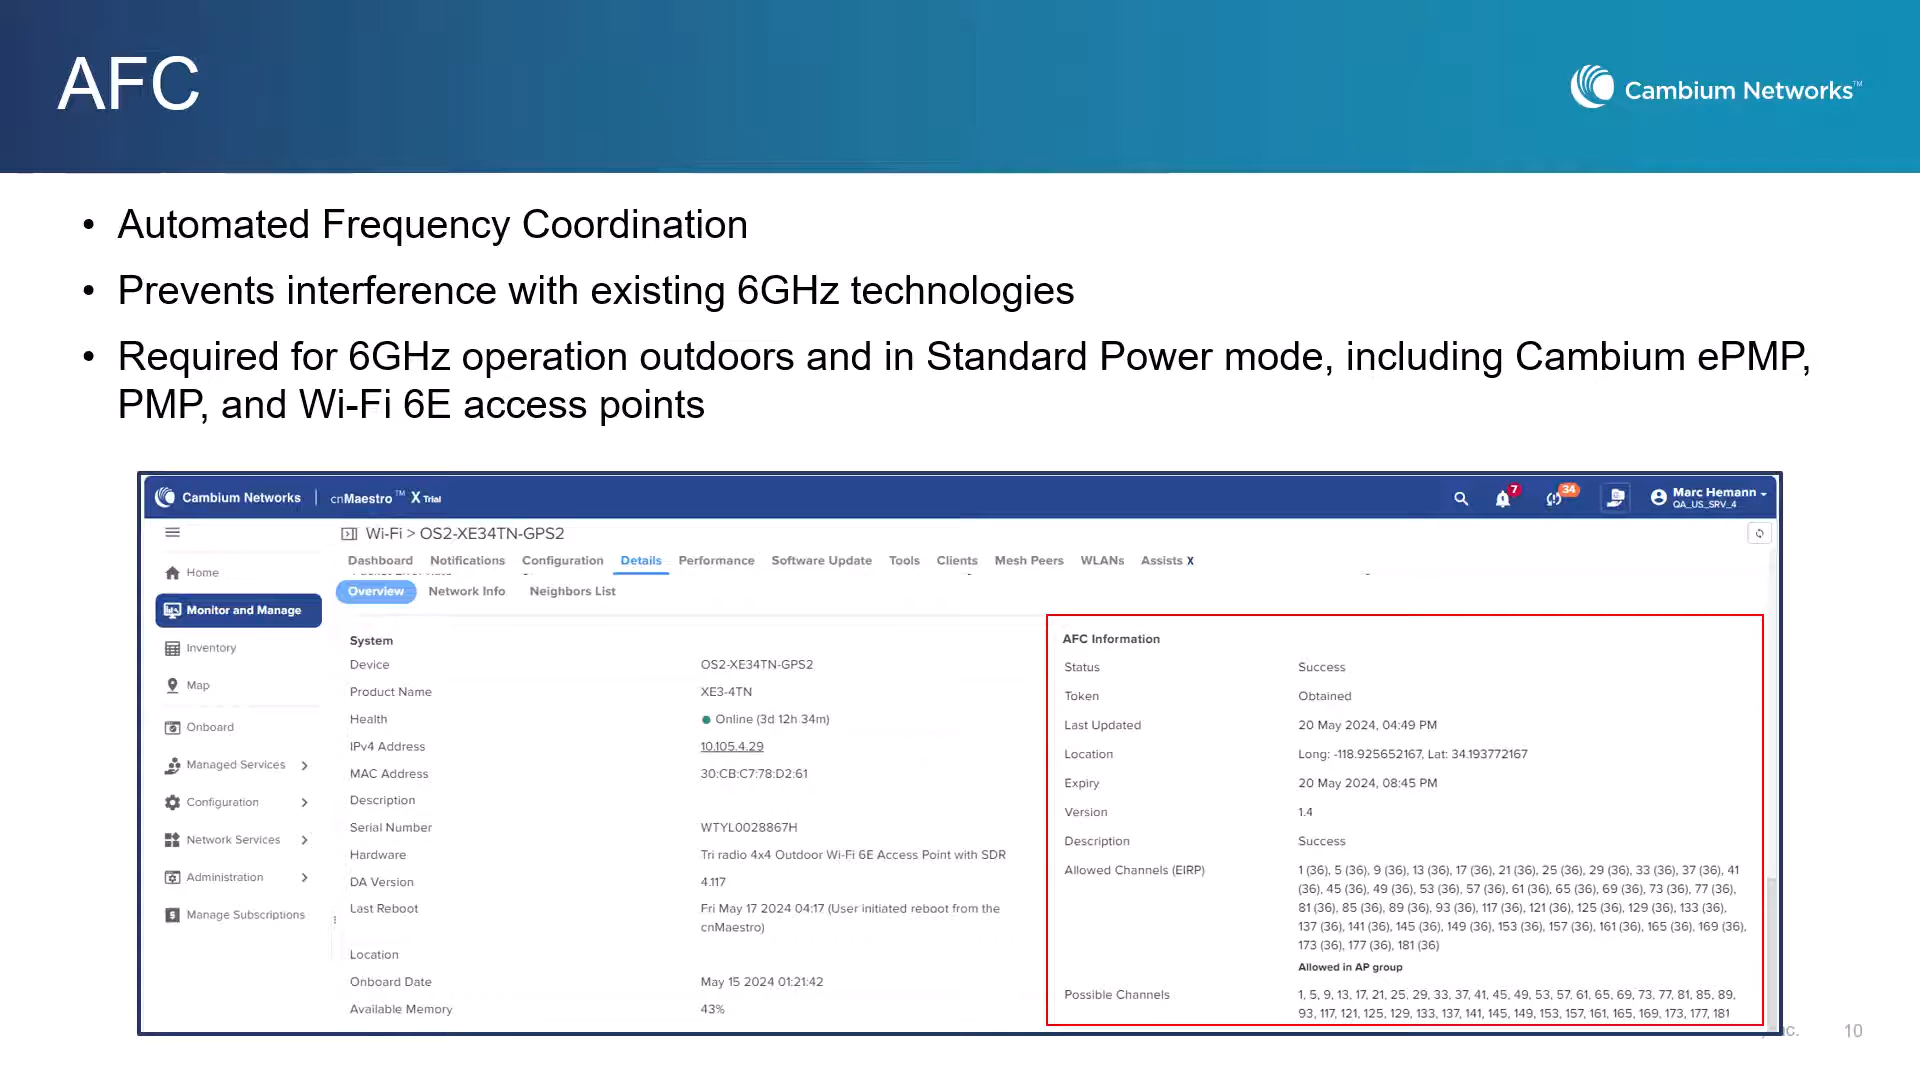 AFC
Cambium Networks™
• Automated Frequency Coordination
• Prevents interference with existing 6GHz technologies
• Required for 6GHz operation outdoors and in Standard Power mode, including Cambium ePMP,
PMP, and Wi-Fi 6E access points
Cambium Networks | cnMaestro™ X Trial
7
34
Marc Hemann
QA_US_SRV_4
Wi-Fi > OS2-XE34TN-GPS2
Dashboard Notifications Configuration Details Performance Software Update Tools Clients Mesh Peers WLANs Assists X
Overview Network Info Neighbors List
Home
Monitor and Manage
Inventory
Map
Onboard
Managed Services
Configuration
Network Services
Administration
Manage Subscriptions
System
Device OS2-XE34TN-GPS2
Product Name XE3-4TN
Health Online (3d 12h 34m)
IPv4 Address 10.105.4.29
MAC Address 30:CB:C7:78:D2:61
Description
Serial Number WTYL0028867H
Hardware Tri radio 4x4 Outdoor Wi-Fi 6E Access Point with SDR
DA Version 4.117
Last Reboot Fri May 17 2024 04:17 (User initiated reboot from the
cnMaestro)
Location
Onboard Date May 15 2024 01:21:42
Available Memory 43%
AFC Information
Status Success
Token Obtained
Last Updated 20 May 2024, 04:49 PM
Location Long: -118.925652167, Lat: 34.193772167
Expiry 20 May 2024, 08:45 PM
Version 1.4
Description Success
Allowed Channels (EIRP) 1 (36), 5 (36), 9 (36), 13 (36), 17 (36), 21 (36), 25 (36), 29 (36), 33 (36), 37 (36), 41
(36), 45 (36), 49 (36), 53 (36), 57 (36), 61 (36), 65 (36), 69 (36), 73 (36), 77 (36),
81 (36), 85 (36), 89 (36), 93 (36), 117 (36), 121 (36), 125 (36), 129 (36), 133 (36),
137 (36), 141 (36), 145 (36), 149 (36), 153 (36), 157 (36), 161 (36), 165 (36), 169 (36),
173 (36), 177 (36), 181 (36)
Allowed in AP group
Possible Channels 1, 5, 9, 13, 17, 21, 25, 29, 33, 37, 41, 45, 49, 53, 57, 61, 65, 69, 73, 77, 81, 85, 89,
93, 117, 121, 125, 129, 133, 137, 141, 145, 149, 153, 157, 161, 165, 169, 173, 177, 181
10